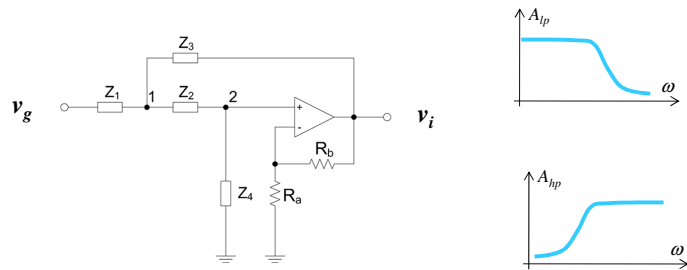 Z3
Z1
1
Z2
2
vg
+
-
vi
Rb
Z4
Ra
Alp
ω
Ahp
ω